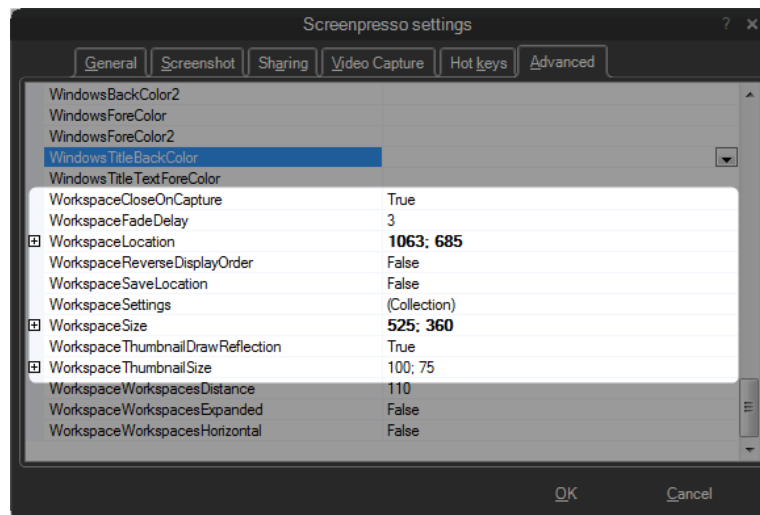 Screenpresso settings ? ×
General Screenshot Sharing Video Capture Hot keys Advanced
WindowsBackColor2
WindowsForeColor
WindowsForeColor2
WindowsTitleBackColor
WindowsTitleTextForeColor
WorkspaceCloseOnCapture True
WorkspaceFadeDelay 3
WorkspaceLocation 1063; 685
WorkspaceReverseDisplayOrder False
WorkspaceSaveLocation False
WorkspaceSettings (Collection)
WorkspaceSize 525; 360
WorkspaceThumbnailDrawReflection True
WorkspaceThumbnailSize 100; 75
WorkspaceWorkspacesDistance 110
WorkspaceWorkspacesExpanded False
WorkspaceWorkspacesHorizontal False
OK Cancel